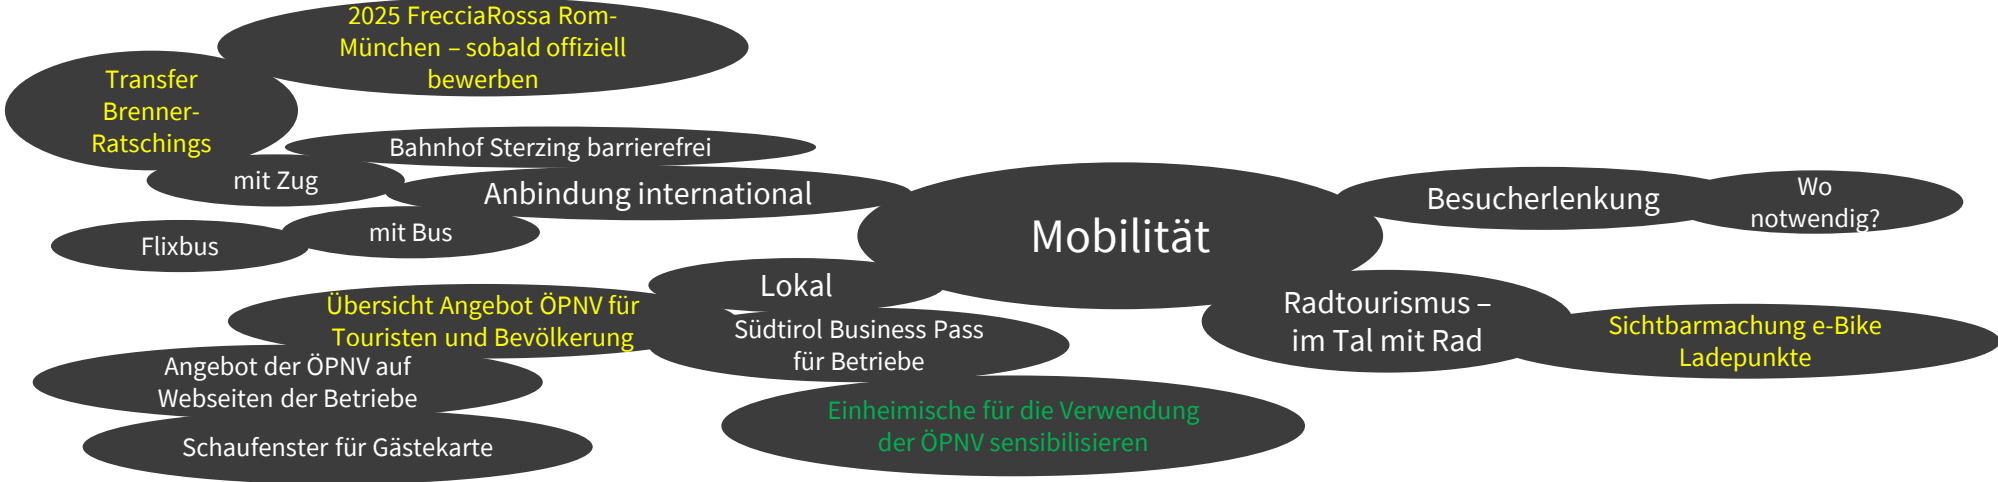 2025 FrecciaRossa Rom-
München – sobald offiziell
bewerben
Transfer
Brenner-
Ratschings
Bahnhof Sterzing barrierefrei
mit Zug
Anbindung international
mit Bus
Flixbus
Mobilität
Besucherlenkung
Wo
notwendig?
Lokal
Übersicht Angebot ÖPNV für
Touristen und Bevölkerung
Südtirol Business Pass
für Betriebe
Angebot der ÖPNV auf
Webseiten der Betriebe
Schaufenster für Gästekarte
Einheimische für die Verwendung
der ÖPNV sensibilisieren
Radtourismus –
im Tal mit Rad
Sichtbarmachung e-Bike
Ladepunkte